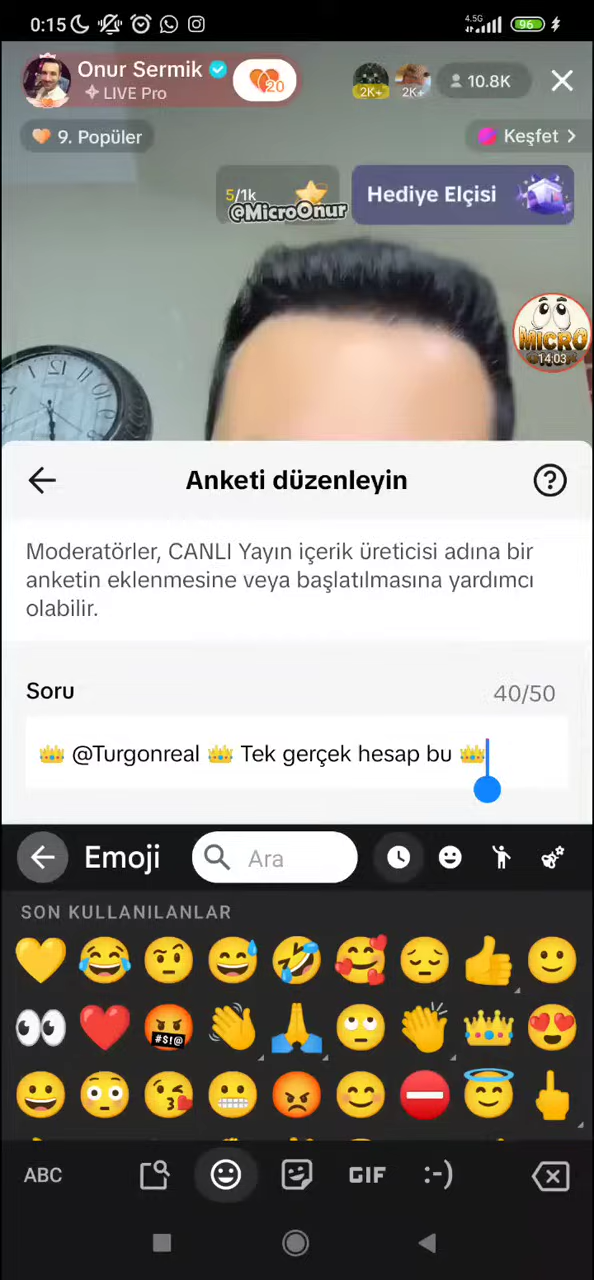 0:15
4.5G
96
Onur Sermik
LIVE Pro
20
2K+
2K+
10.8K
9. Popüler
Keşfet >
5/1k
@MicroOnur
Hediye Elçisi
MICRO
14:03
Anketi düzenleyin
Moderatörler, CANLI Yayın içerik üreticisi adına bir
anketin eklenmesine veya başlatılmasına yardımcı
olabilir.
Soru
40/50
👑 @Turgonreal 👑 Tek gerçek hesap bu 👑
Emoji
Ara
SON KULLANILANLAR
#$!@
ABC
GIF
:-)